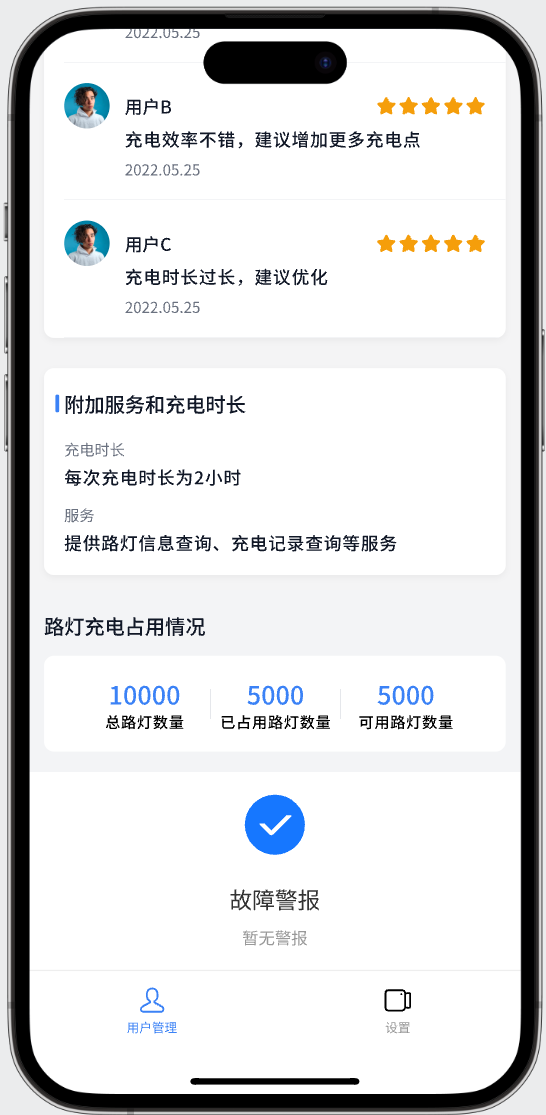 2022.05.25
用户B
充电效率不错，建议增加更多充电点
2022.05.25
用户C
充电时长过长，建议优化
2022.05.25
附加服务和充电时长
充电时长
每次充电时长为2小时
服务
提供路灯信息查询、充电记录查询等服务
路灯充电占用情况
10000 5000 5000
总路灯数量 已占用路灯数量 可用路灯数量
故障警报
暂无警报
用户管理 设置